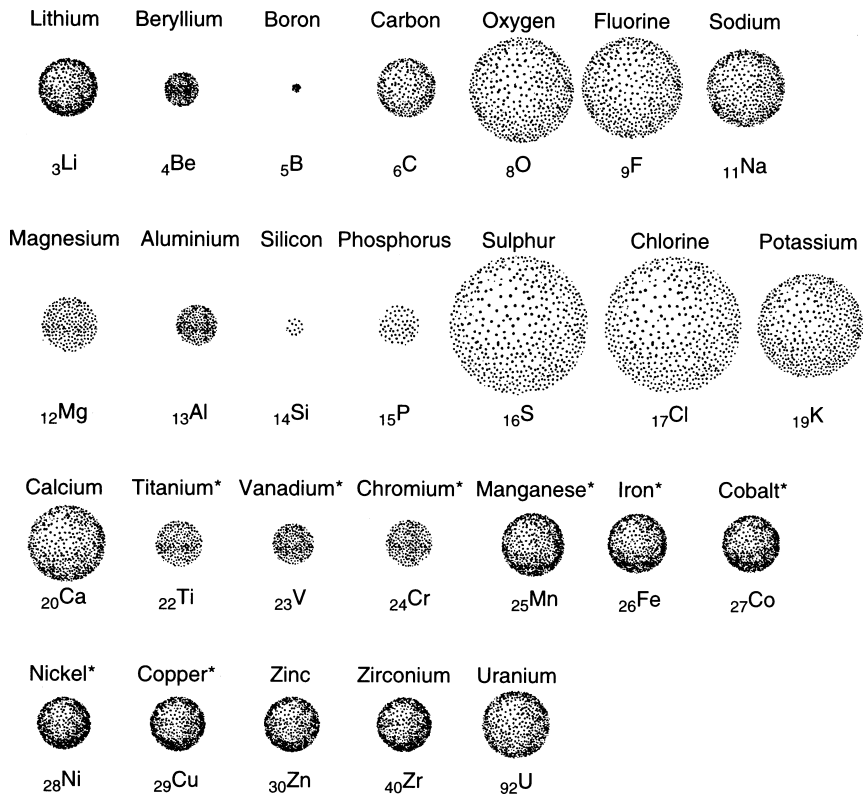 Lithium Beryllium Boron Carbon Oxygen Fluorine Sodium
₃Li ₄Be ₅B ₆C ₈O ₉F ₁₁Na
Magnesium Aluminium Silicon Phosphorus Sulphur Chlorine Potassium
₁₂Mg ₁₃Al ₁₄Si ₁₅P ₁₆S ₁₇Cl ₁₉K
Calcium Titanium* Vanadium* Chromium* Manganese* Iron* Cobalt*
₂₀Ca ₂₂Ti ₂₃V ₂₄Cr ₂₅Mn ₂₆Fe ₂₇Co
Nickel* Copper* Zinc Zirconium Uranium
₂₈Ni ₂₉Cu ₃₀Zn ₄₀Zr ₉₂U